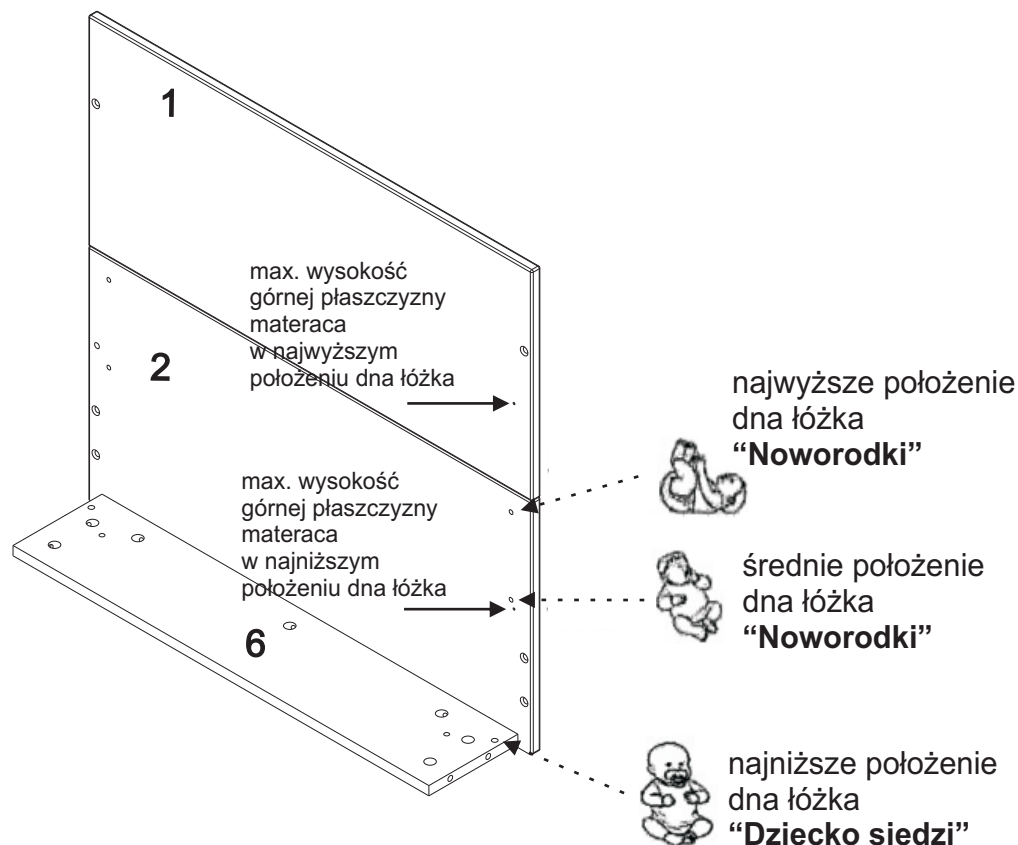 1
max. wysokość
górnej płaszczyzny
materaca
w najwyższym
położeniu dna łóżka
2
najwyższe położenie
dna łóżka
“Noworodki”
max. wysokość
górnej płaszczyzny
materaca
w najniższym
położeniu dna łóżka
średnie położenie
dna łóżka
“Noworodki”
6
najniższe położenie
dna łóżka
“Dziecko siedzi”